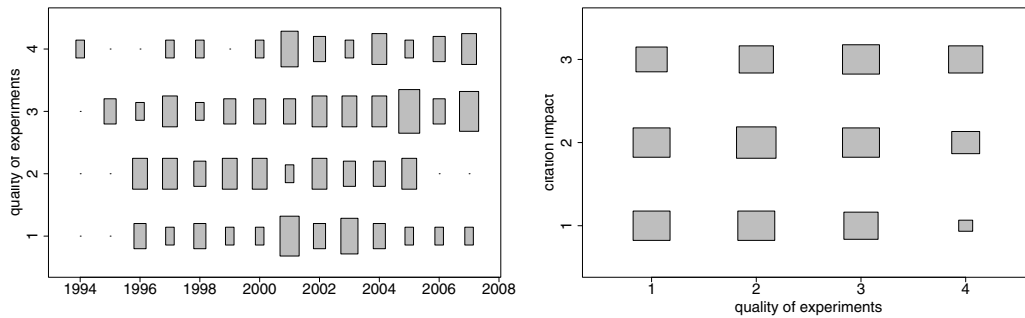 quality of experiments
4
3
2
1
1994 1996 1998 2000 2002 2004 2006 2008
citation impact
3
2
1
1 2 3 4
quality of experiments